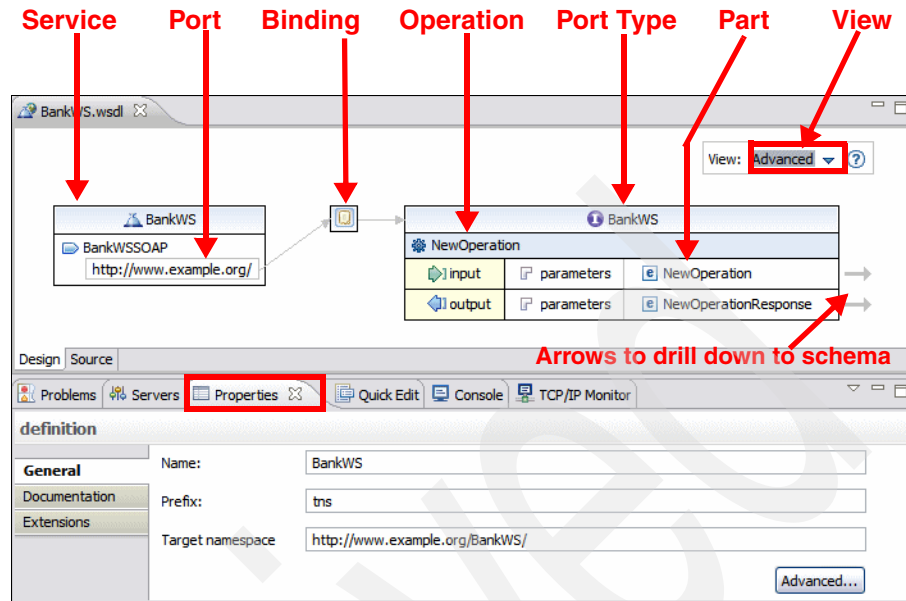 Service Port Binding Operation Port Type Part View
BankWS.wsdl
View: Advanced
BankWS
BankWS
BankWSSOAP
http://www.example.org/
NewOperation
input parameters e NewOperation
output parameters e NewOperationResponse
Arrows to drill down to schema
Design Source
Problems Servers Properties Quick Edit Console TCP/IP Monitor
definition
General
Documentation
Extensions
Name: BankWS
Prefix: tns
Target namespace http://www.example.org/BankWS/
Advanced...